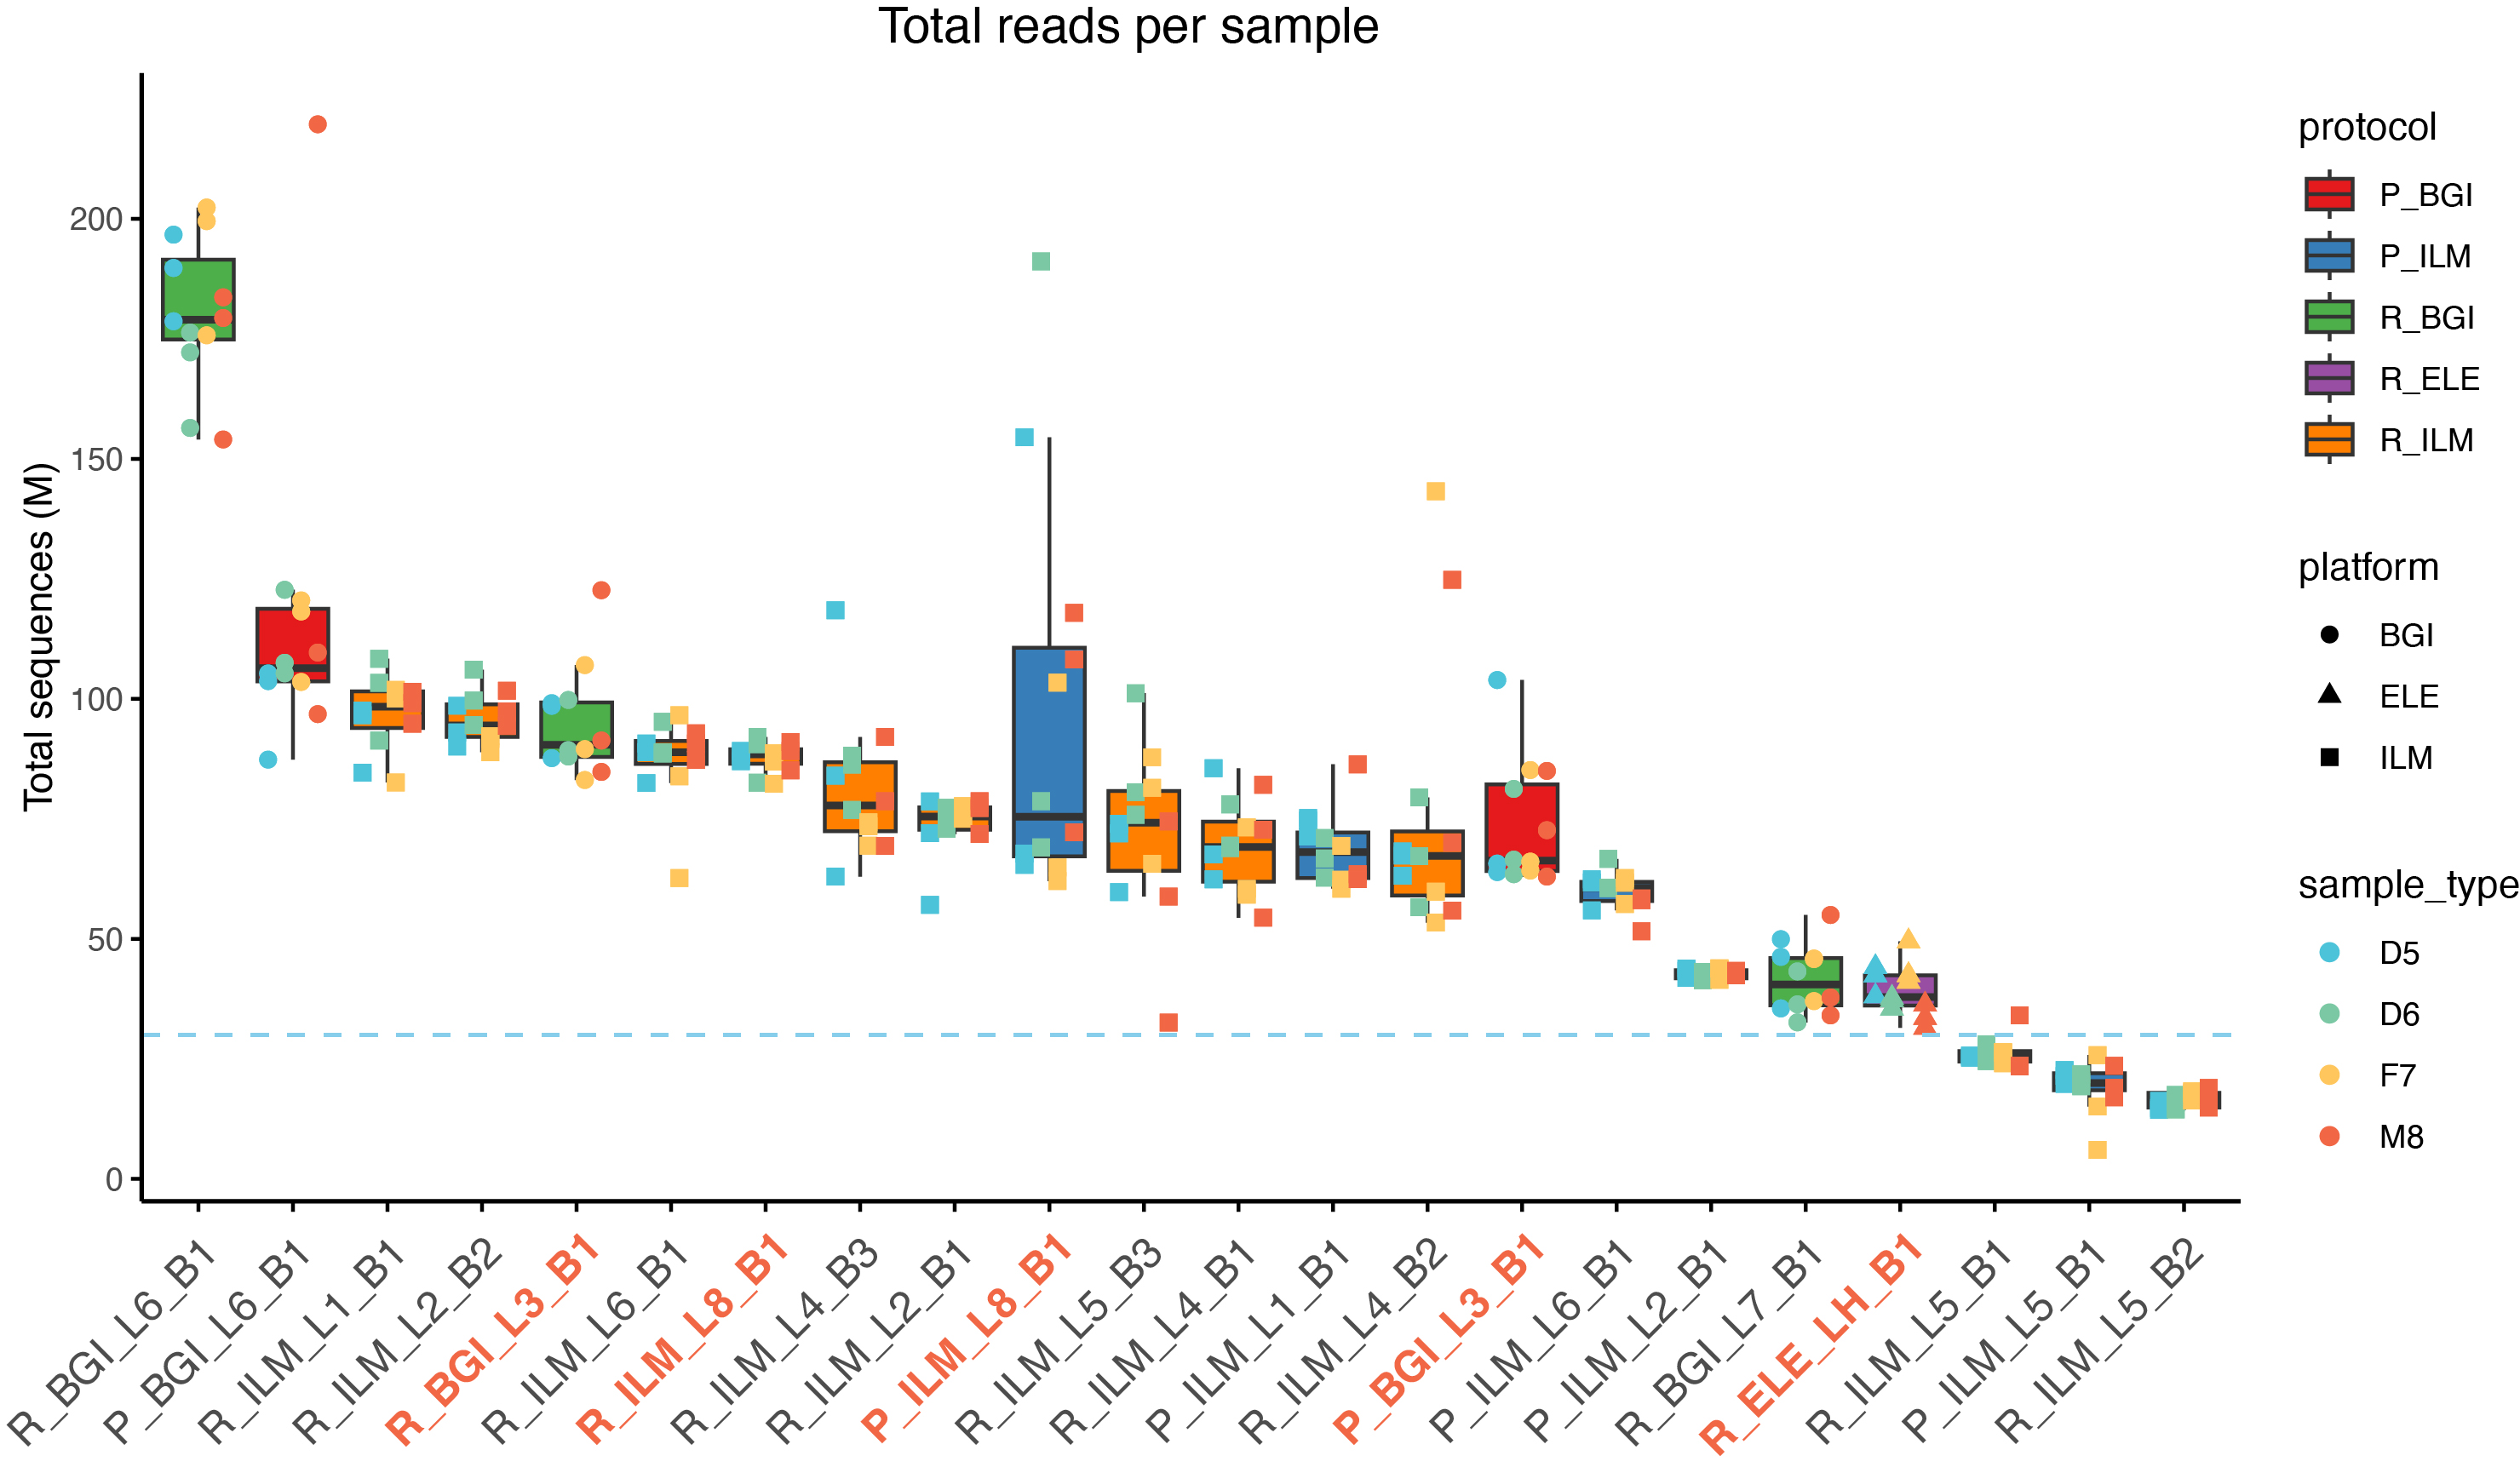 Total reads per sample
Total sequences (M)
200
150
100
50
0
R_BGI_L6_B1
P_BGI_L6_B1
R_ILM_L1_B1
R_ILM_L2_B2
R_BGI_L3_B1
R_ILM_L6_B1
R_ILM_L8_B1
R_ILM_L4_B3
R_ILM_L2_B1
P_ILM_L8_B1
R_ILM_L5_B3
R_ILM_L4_B1
P_ILM_L1_B1
R_ILM_L4_B2
P_BGI_L3_B1
P_ILM_L6_B1
P_ILM_L2_B1
R_BGI_L7_B1
R_ELE_LH_B1
R_ILM_L5_B1
P_ILM_L5_B1
R_ILM_L5_B2
protocol
P_BGI
P_ILM
R_BGI
R_ELE
R_ILM
platform
BGI
ELE
ILM
sample_type
D5
D6
F7
M8